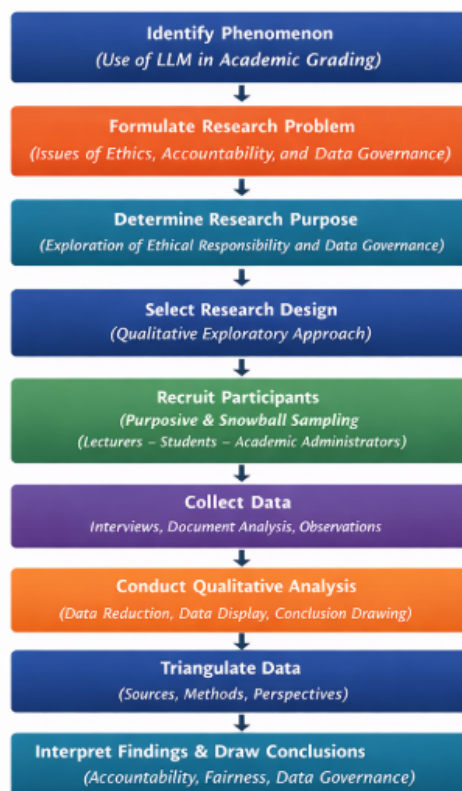 Identify Phenomenon
(Use of LLM in Academic Grading)
Formulate Research Problem
(Issues of Ethics, Accountability, and Data Governance)
Determine Research Purpose
(Exploration of Ethical Responsibility and Data Governance)
Select Research Design
(Qualitative Exploratory Approach)
Recruit Participants
(Purposive & Snowball Sampling
(Lecturers – Students – Academic Administrators)
Collect Data
Interviews, Document Analysis, Observations
Conduct Qualitative Analysis
(Data Reduction, Data Display, Conclusion Drawing)
Triangulate Data
(Sources, Methods, Perspectives)
Interpret Findings & Draw Conclusions
(Accountability, Fairness, Data Governance)